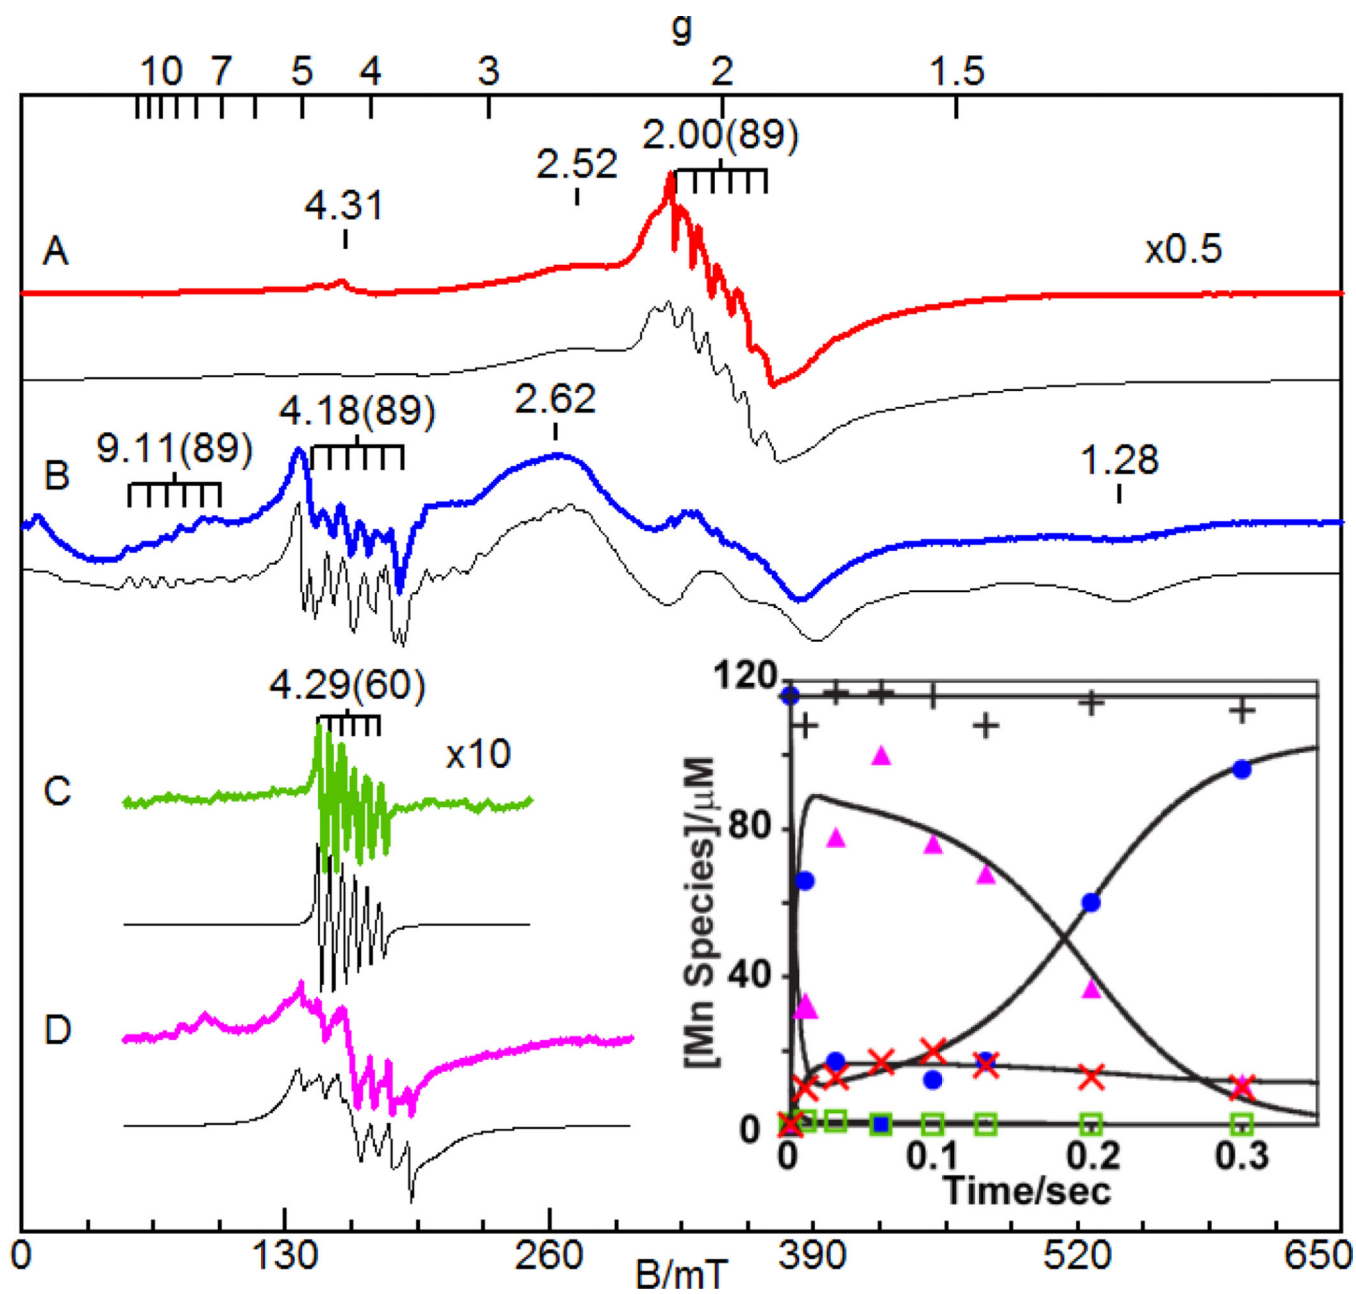 g
10 7 5 4 3 2 1.5
2.00(89)
2.52
4.31
A
x0.5
2.62
4.18(89)
9.11(89)
B
1.28
4.29(60)
C
x10
D
120
80
40
0
[Mn Species]/μM
0 0.1 0.2 0.3
Time/sec
0 130 260 390 520 650
B/mT